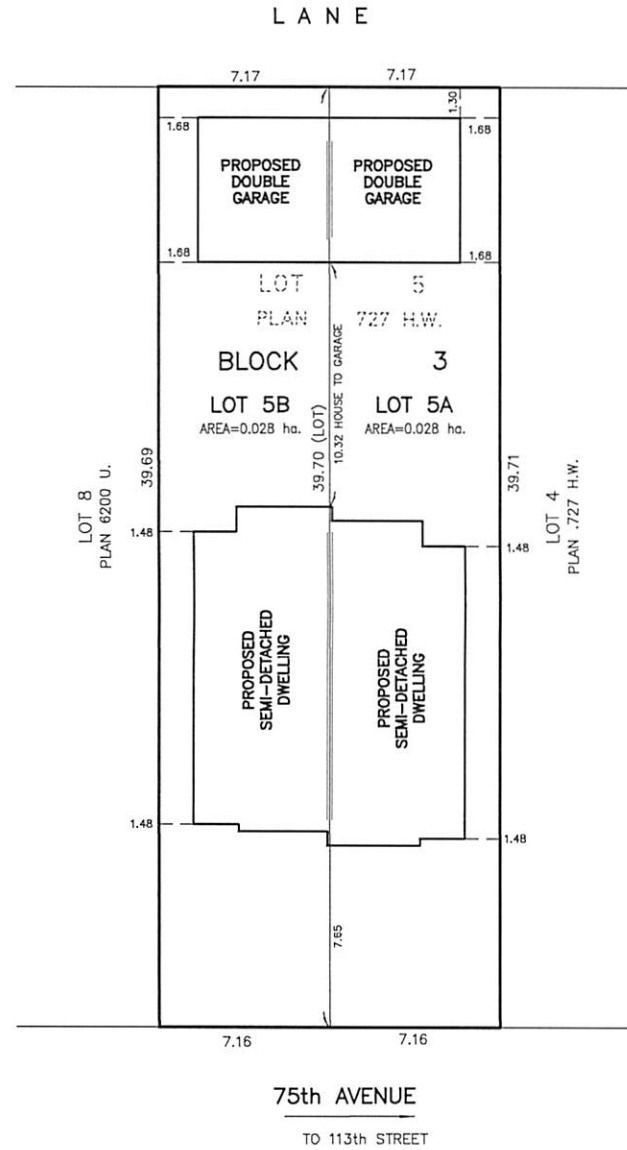 LANE
7.17 7.17
1.30
1.68 1.68
PROPOSED
DOUBLE
GARAGE
PROPOSED
DOUBLE
GARAGE
1.68 1.68
LOT 5
PLAN 727 H.W.
BLOCK 3
LOT 5B
AREA=0.028 ha.
LOT 5A
AREA=0.028 ha.
10.32 HOUSE TO GARAGE
39.70 (LOT)
39.69
39.71
LOT 8
PLAN 6200 U.
LOT 4
PLAN .727 H.W.
1.48
1.48
PROPOSED
SEMI-DETACHED
DWELLING
PROPOSED
SEMI-DETACHED
DWELLING
1.48
1.48
7.65
7.16 7.16
75th AVENUE
TO 113th STREET